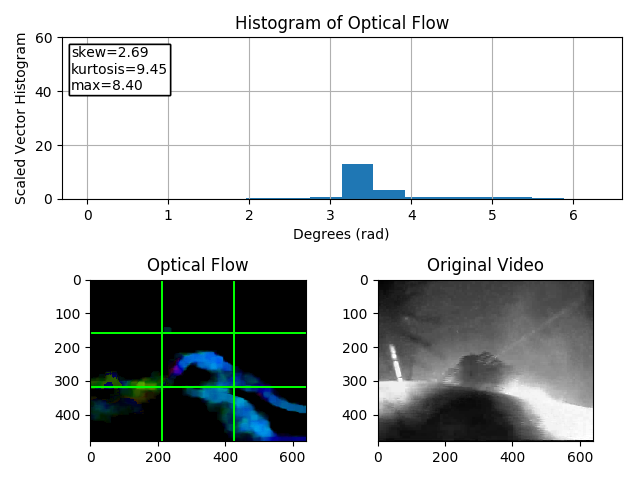 Histogram of Optical Flow
Scaled Vector Histogram
60
40
20
0
skew=2.69
kurtosis=9.45
max=8.40
0 1 2 3 4 5 6
Degrees (rad)
Optical Flow
0
100
200
300
400
0 200 400 600
Original Video
0
100
200
300
400
0 200 400 600